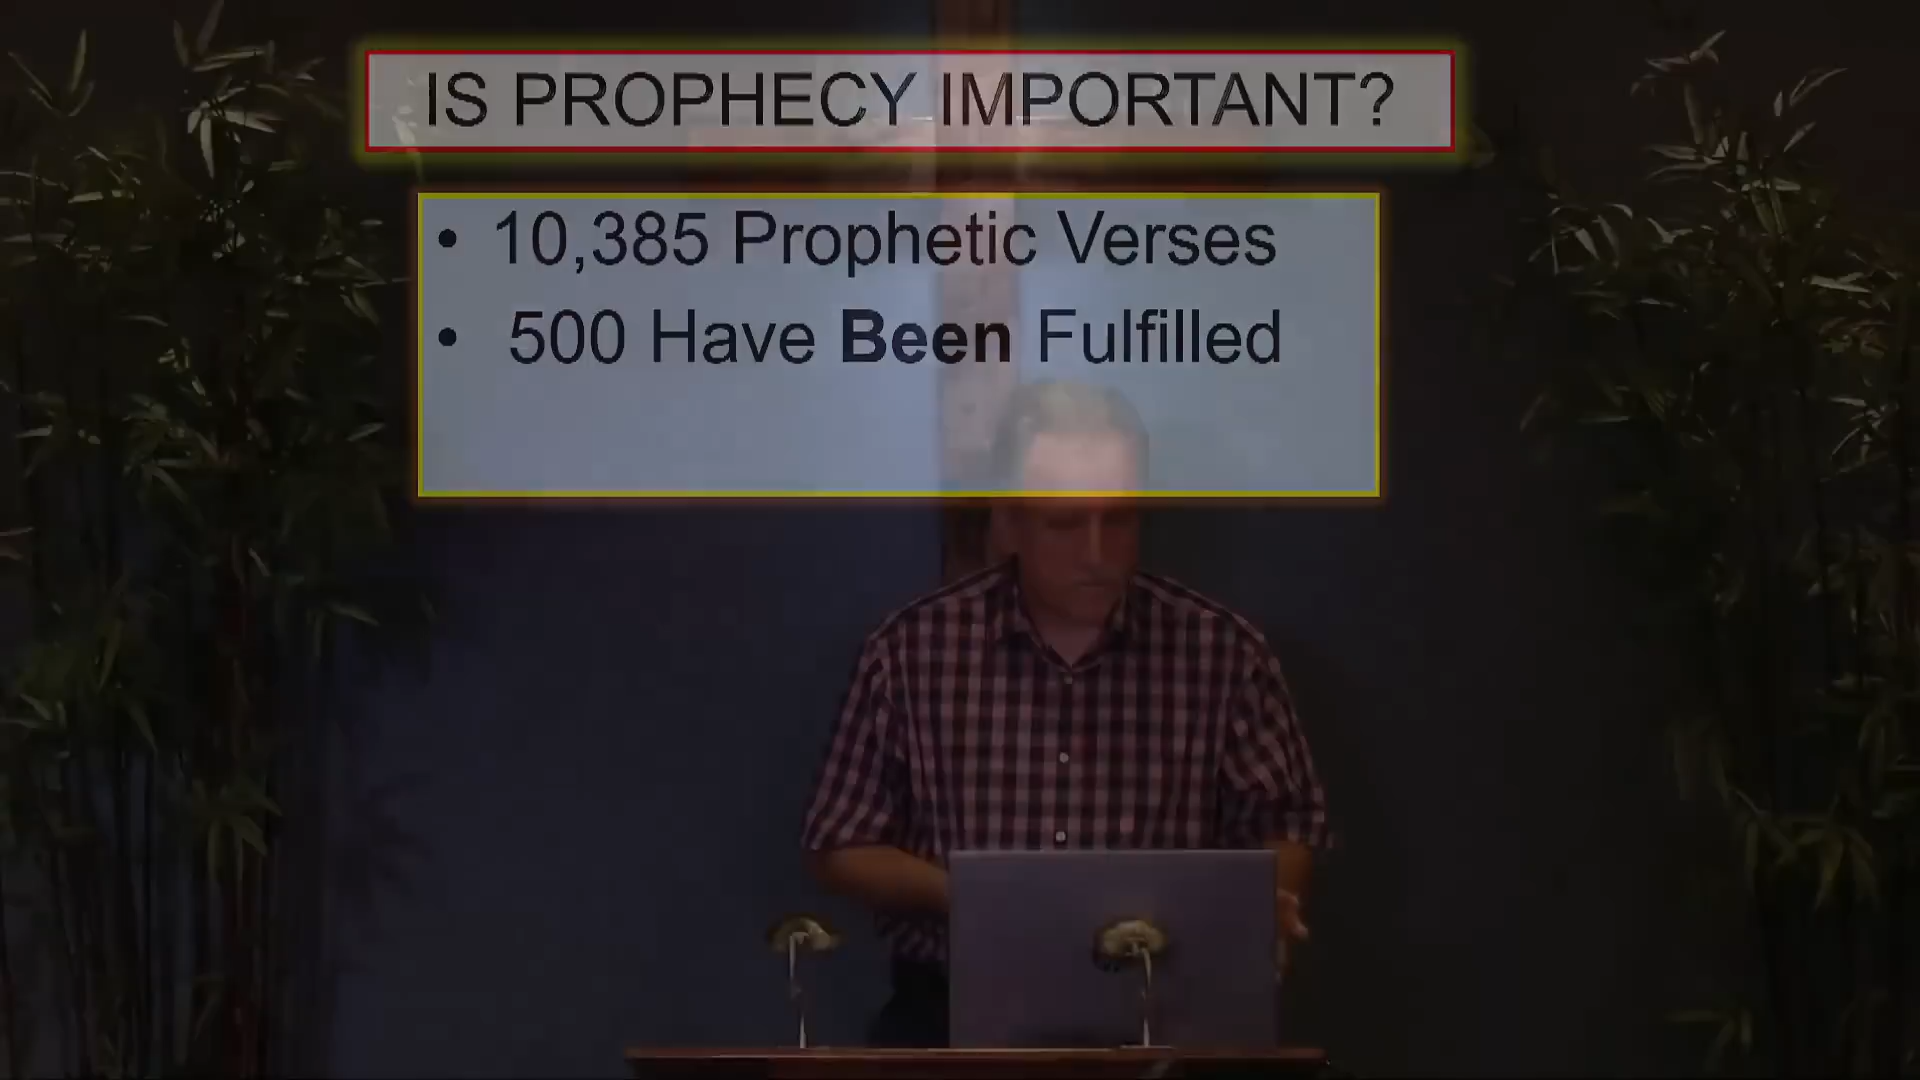 IS PROPHECY IMPORTANT?
• 10,385 Prophetic Verses
• 500 Have Been Fulfilled